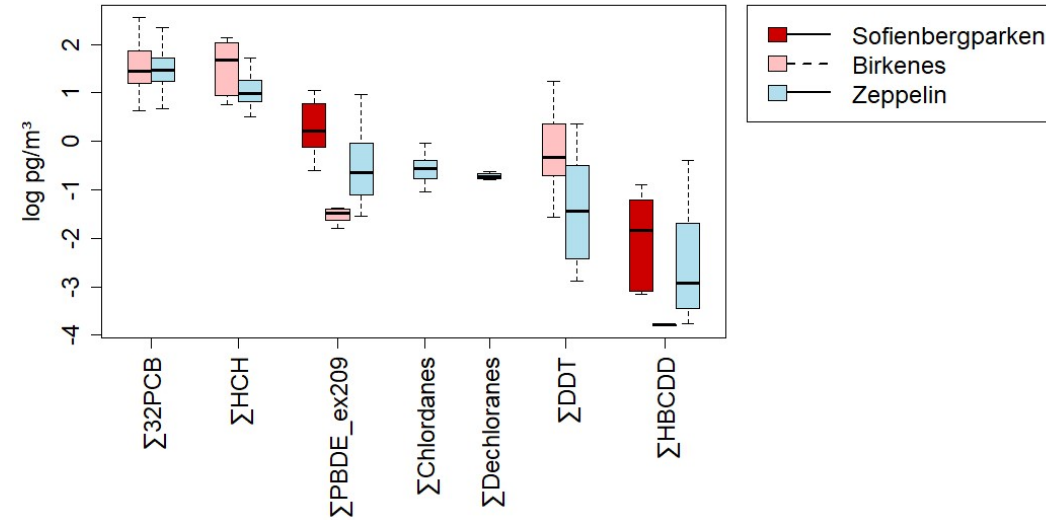 log pg/m³
2
1
0
-1
-2
-3
-4
∑32PCB
∑HCH
∑PBDE_ex209
∑Chlordanes
∑Dechloranes
∑DDT
∑HBCDD
Sofienbergparken
Birkenes
Zeppelin